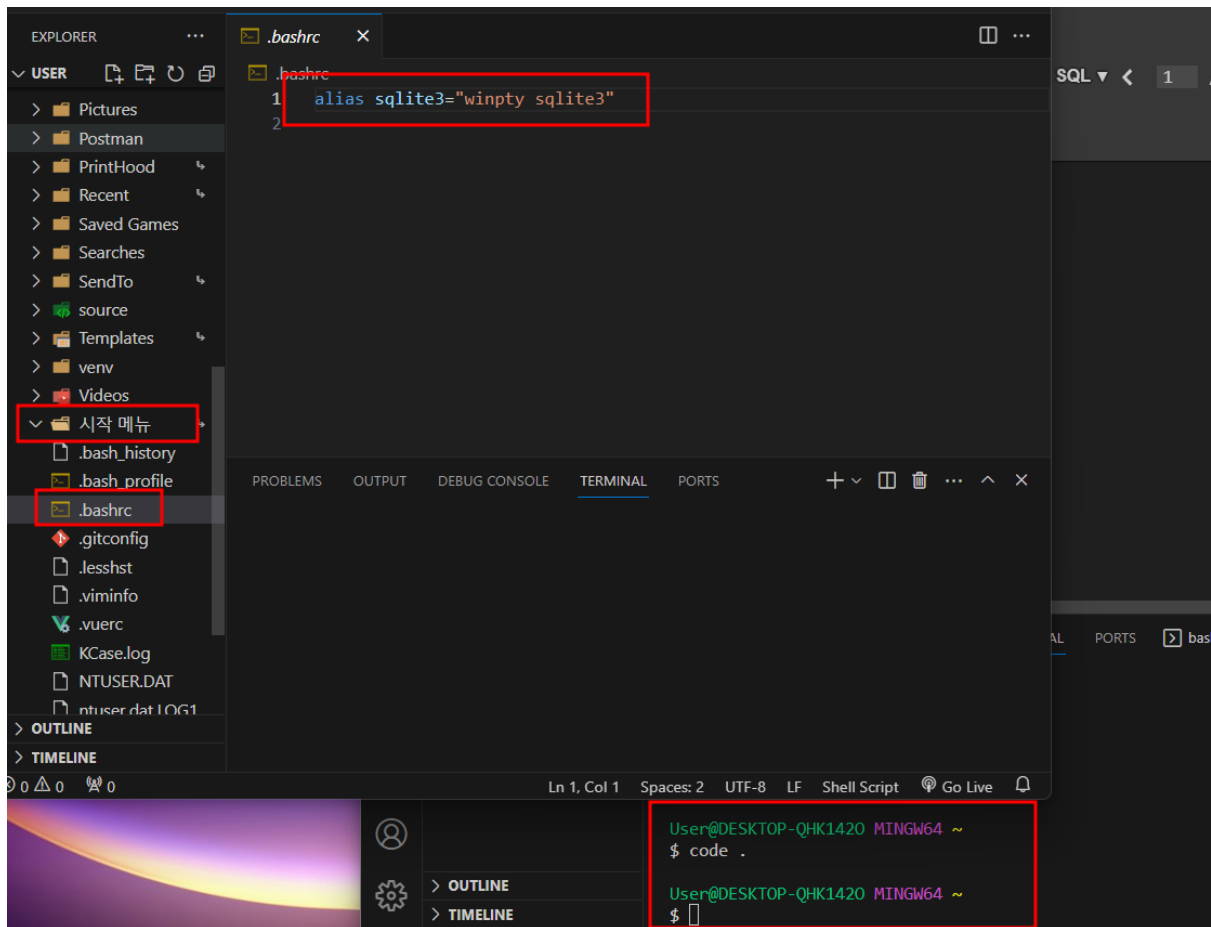 EXPLORER
USER
Pictures
Postman
PrintHood
Recent
Saved Games
Searches
SendTo
source
Templates
venv
Videos
시작 메뉴
.bash_history
.bash_profile
.bashrc
.gitconfig
.lesshst
.viminfo
.vuerc
KCase.log
NTUSER.DAT
ntuser.dat.LOG1
OUTLINE
TIMELINE
.bashrc
.bashrc
1 alias sqlite3="winpty sqlite3"
2
PROBLEMS OUTPUT DEBUG CONSOLE TERMINAL PORTS
0 0 0 Ln 1, Col 1 Spaces: 2 UTF-8 LF Shell Script Go Live
SQL 1
PORTS bas
OUTLINE
TIMELINE
User@DESKTOP-QHK142O MINGW64 ~
$ code .
User@DESKTOP-QHK142O MINGW64 ~
$